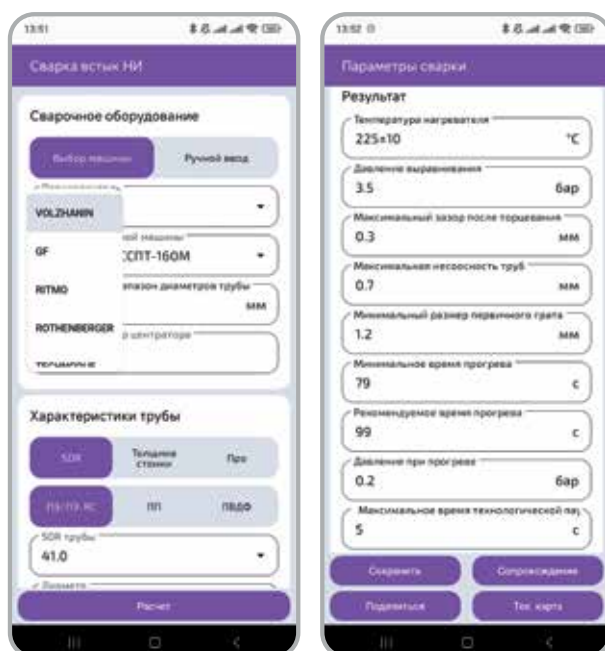 13:51
Сварка встык НИ
Сварочное оборудование
Выбор машины
Ручной ввод
VOLZHANIN
GF
RITMO
ROTHENBERGER
ССПТ-160М
мм
Характеристики трубы
SDR
Толщина стенки
Про
ПЭ/ПЭ-RC
ПП
ПВДФ
SDR трубы
41.0
Диаметр
Расчет
13:52
Параметры сварки
Результат
Температура нагревателя
225±10
°C
Давление выравнивания
3.5
бар
Максимальный зазор после торцевания
0.3
мм
Максимальная несоосность труб
0.7
мм
Минимальный размер первичного грата
1.2
мм
Минимальное время прогрева
79
с
Рекомендуемое время прогрева
99
с
Давление при прогреве
0.2
бар
Максимальное время технологической пау
5
с
Сохранить
Сопровождение
Поделиться
Тех. карта